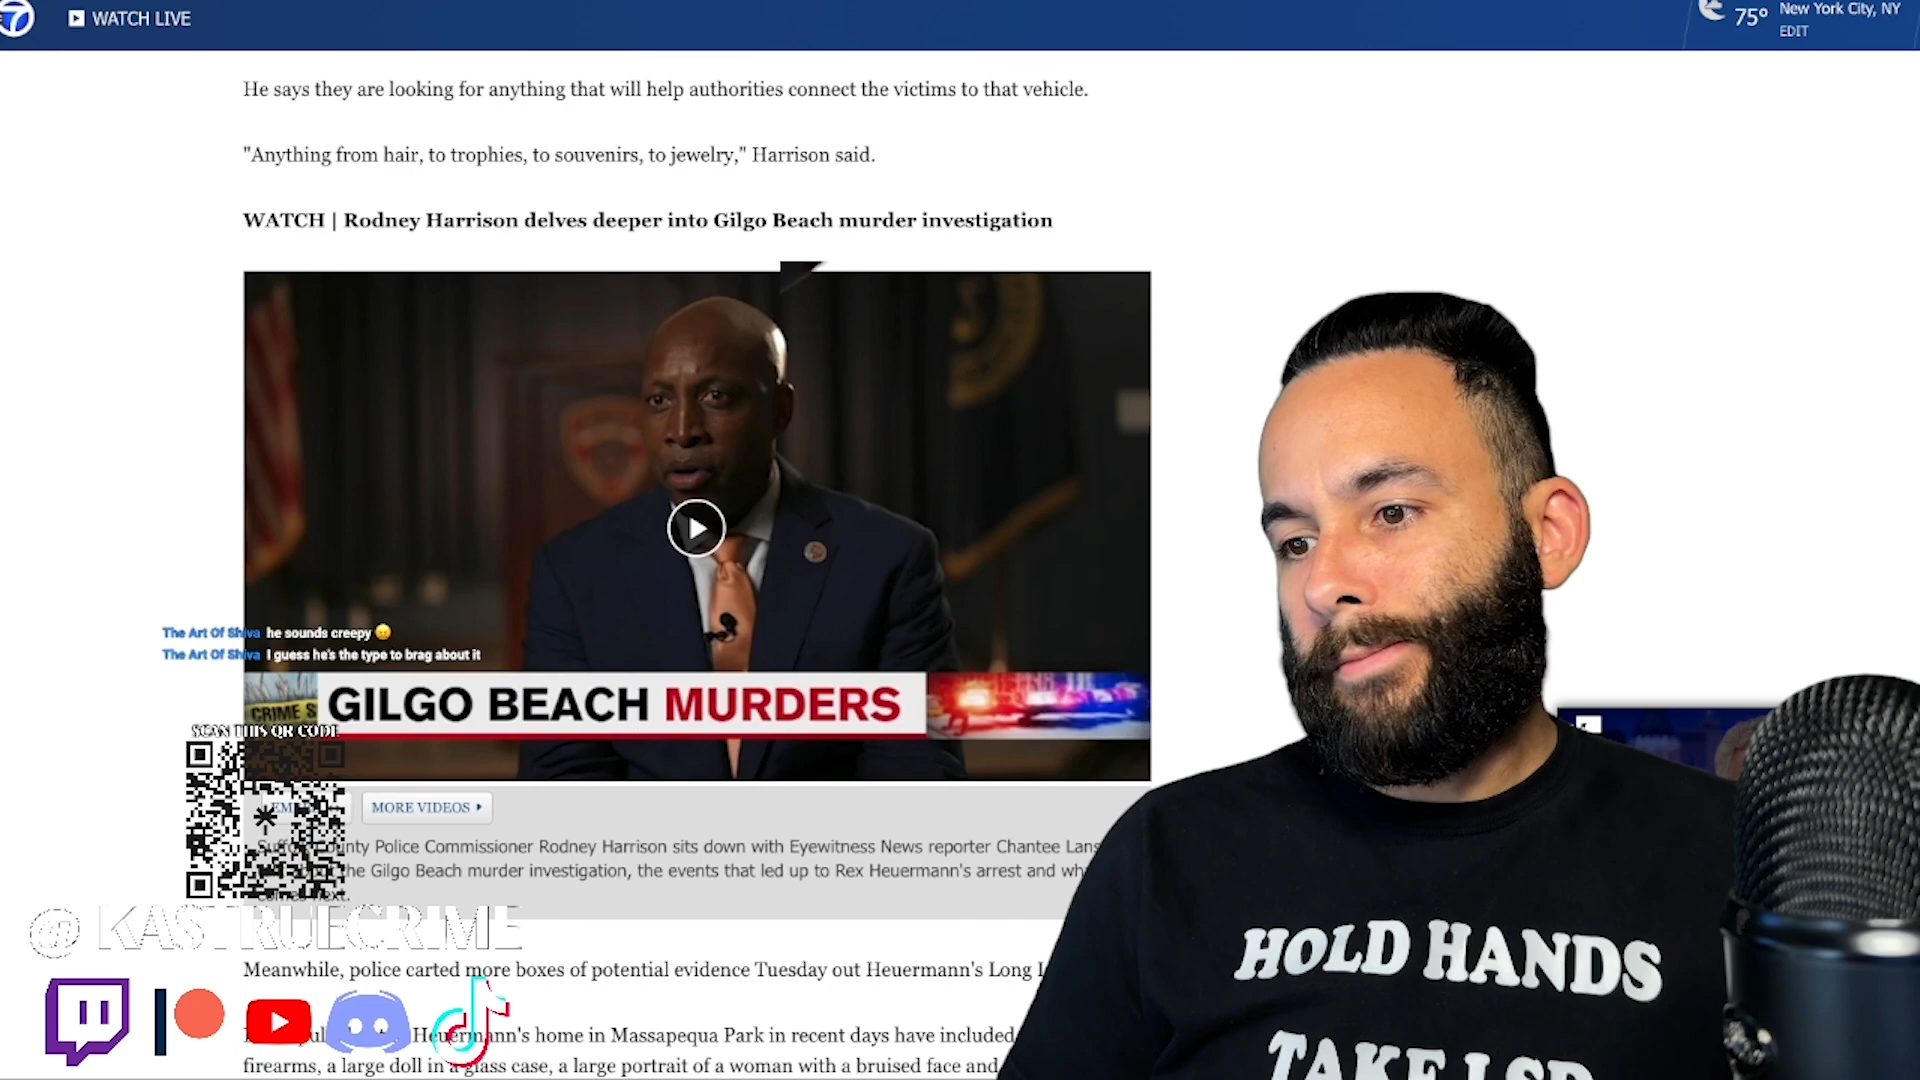 WATCH LIVE
75°
New York City, NY
EDIT
He says they are looking for anything that will help authorities connect the victims to that vehicle.
"Anything from hair, to trophies, to souvenirs, to jewelry," Harrison said.
WATCH | Rodney Harrison delves deeper into Gilgo Beach murder investigation
The Art Of Shiva he sounds creepy
The Art Of Shiva I guess he's the type to brag about it
CRIME S
GILGO BEACH MURDERS
SCAN THIS QR CODE
MORE VIDEOS
Police Commissioner Rodney Harrison sits down with Eyewitness News reporter Chantee Lans
the Gilgo Beach murder investigation, the events that led up to Rex Heuermann's arrest and wh
@KASTRUECRIME
Meanwhile, police carted more boxes of potential evidence Tuesday out Heuermann's Long I
Heuermann's home in Massapequa Park in recent days have included
firearms, a large doll in a glass case, a large portrait of a woman with a bruised face and
HOLD HANDS
TAKE LSD